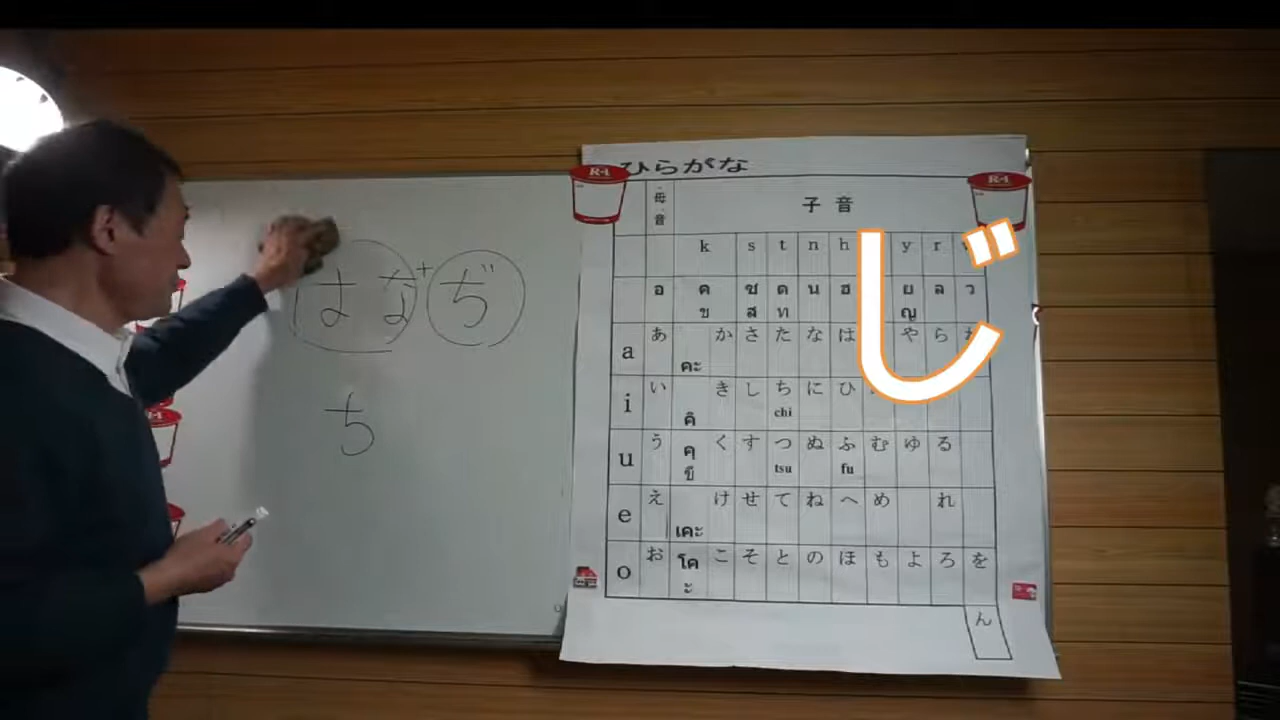 はな+ぢ
ち
じ
R-1
R-1
ひらがな
母音 子音
k s t n h y r
อ ค ข ช ส ต ท น ฮ ย ญ ล ว
a あ คะ か さ た な は や ら
i い คิ き し ち chi に ひ
u う คุ ขึ く す つ tsu ぬ ふ fu む ゆ る
e え เคะ け せ て ね へ め れ
o お โคะ こ そ と の ほ も よ ろ を
ん